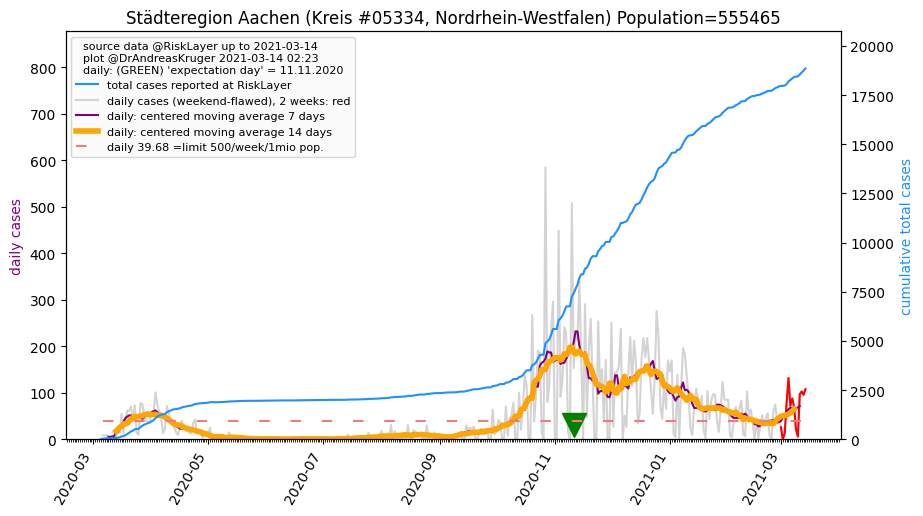 Städteregion Aachen (Kreis #05334, Nordrhein-Westfalen) Population=555465
source data @RiskLayer up to 2021-03-14
plot @DrAndreasKruger 2021-03-14 02:23
daily: (GREEN) 'expectation day' = 11.11.2020
total cases reported at RiskLayer
daily cases (weekend-flawed), 2 weeks: red
daily: centered moving average 7 days
daily: centered moving average 14 days
daily 39.68 =limit 500/week/1mio pop.
daily cases
800
700
600
500
400
300
200
100
0
20000
17500
15000
12500
10000
7500
5000
2500
0
cumulative total cases
2020-03
2020-05
2020-07
2020-09
2020-11
2021-01
2021-03